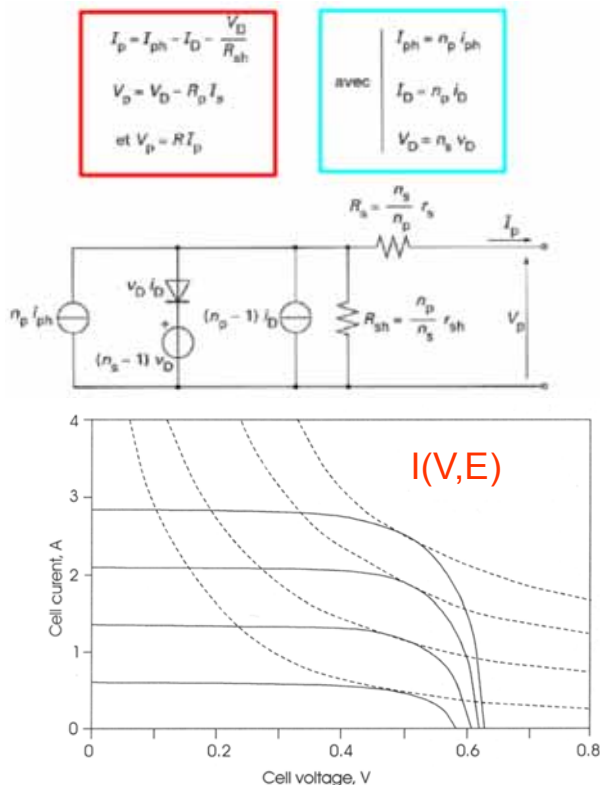 I_p = I_ph − I_D − V_D / R_sh
V_p = V_D − R_p I_s
et V_p = R I_p
avec
I_ph = n_p i_ph
I_D − n_p i_D
V_D = n_s v_D
R_s = n_s / n_p r_s
I_p
n_p i_ph
v_D i_D
(n_s − 1) v_D
(n_p − 1) i_D
R_sh = n_p / n_s r_sh
V_p
I(V,E)
Cell curent, A
4
3
2
1
0
0 0.2 0.4 0.6 0.8
Cell voltage, V